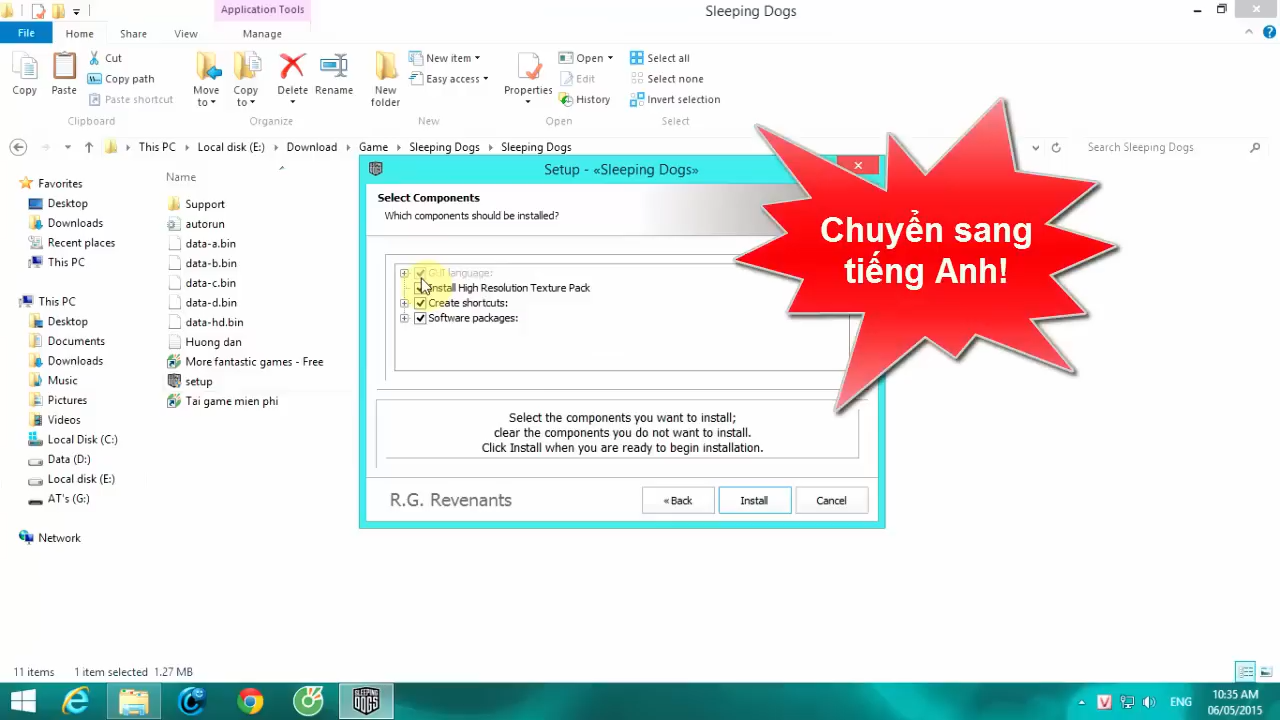 Application Tools
Sleeping Dogs
File
Home
Share
View
Manage
Copy
Paste
Cut
Copy path
Paste shortcut
Move to
Copy to
Delete
Rename
New folder
New item
Easy access
Properties
Open
Edit
History
Select all
Select none
Invert selection
Clipboard
Organize
New
Open
Select
This PC
Local disk (E:)
Download
Game
Sleeping Dogs
Sleeping Dogs
Search Sleeping Dogs
Favorites
Desktop
Downloads
Recent places
This PC
This PC
Desktop
Documents
Downloads
Music
Pictures
Videos
Local Disk (C:)
Data (D:)
Local disk (E:)
AT's (G:)
Network
Name
Support
autorun
data-a.bin
data-b.bin
data-c.bin
data-d.bin
data-hd.bin
Huong dan
More fantastic games - Free
setup
Tai game mien phi
Setup - «Sleeping Dogs»
Select Components
Which components should be installed?
GUI language:
Install High Resolution Texture Pack
Create shortcuts:
Software packages:
Select the components you want to install;
clear the components you do not want to install.
Click Install when you are ready to begin installation.
R.G. Revenants
« Back
Install
Cancel
Chuyển sang
tiếng Anh!
11 items
1 item selected 1.27 MB
SLEEPING
DOGS
V
ENG
10:35 AM
06/05/2015